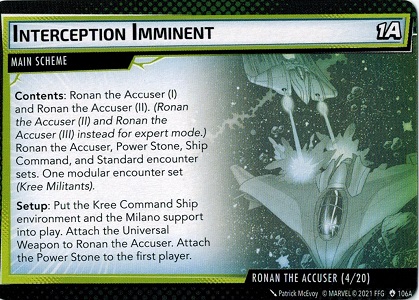 INTERCEPTION IMMINENT
1A
MAIN SCHEME
Contents: Ronan the Accuser (I)
and Ronan the Accuser (II). (Ronan
the Accuser (II) and Ronan the
Accuser (III) instead for expert mode.)
Ronan the Accuser, Power Stone, Ship
Command, and Standard encounter
sets. One modular encounter set
(Kree Militants).
Setup: Put the Kree Command Ship
environment and the Milano support
into play. Attach the Universal
Weapon to Ronan the Accuser. Attach
the Power Stone to the first player.
RONAN THE ACCUSER (4/20)
Patrick McEvoy © MARVEL © 2021 FFG 106A